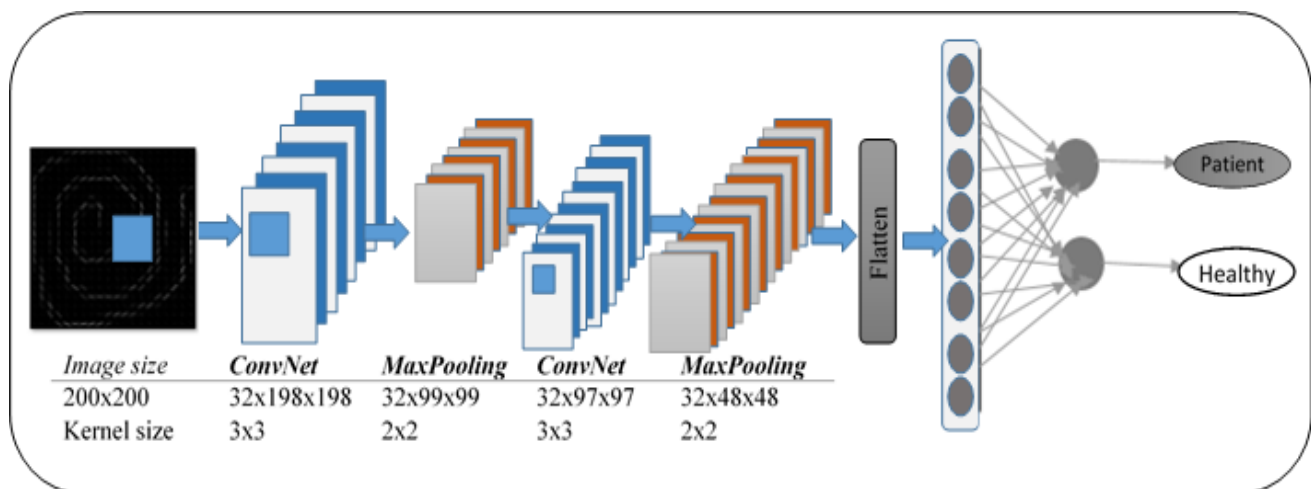 Patient
Healthy
Flatten
Image size ConvNet MaxPooling ConvNet MaxPooling
200x200 32x198x198 32x99x99 32x97x97 32x48x48
Kernel size 3x3 2x2 3x3 2x2